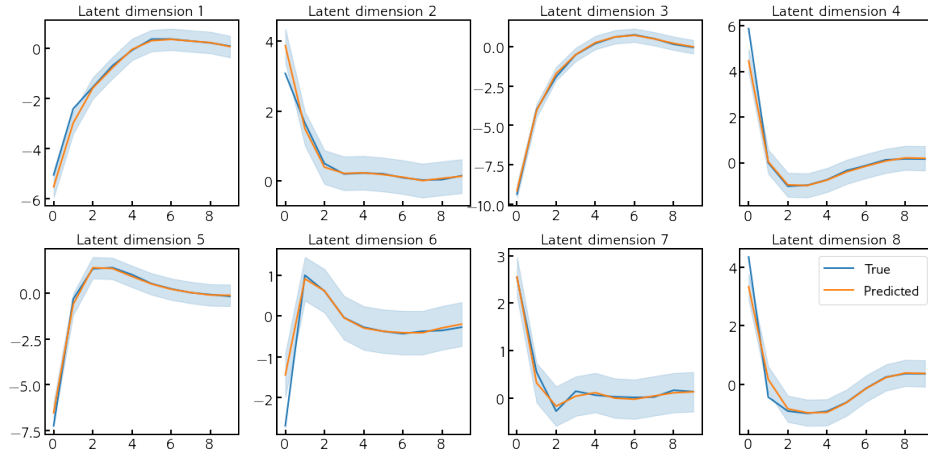 Latent dimension 1
0
−2
−4
−6
0 2 4 6 8
Latent dimension 2
4
2
0
0 2 4 6 8
Latent dimension 3
0.0
−2.5
−5.0
−7.5
−10.0
0 2 4 6 8
Latent dimension 4
6
4
2
0
0 2 4 6 8
Latent dimension 5
0.0
−2.5
−5.0
−7.5
0 2 4 6 8
Latent dimension 6
1
0
−1
−2
0 2 4 6 8
Latent dimension 7
3
2
1
0
0 2 4 6 8
Latent dimension 8
4
2
0
True
Predicted
0 2 4 6 8